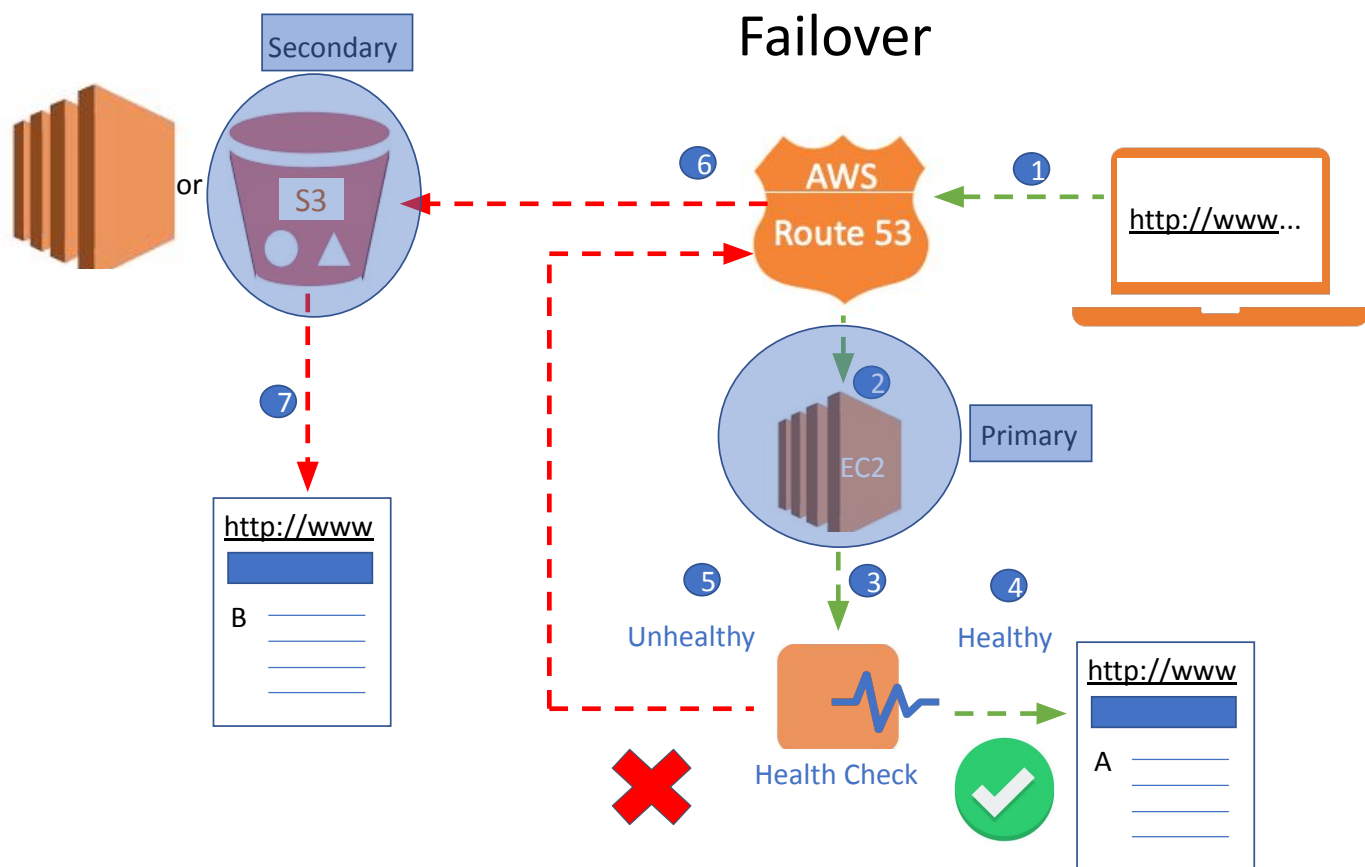 Failover
Secondary
or
S3
6
AWS
Route 53
1
http://www...
2
EC2
Primary
7
http://www
B
5
Unhealthy
3
4
Healthy
Health Check
http://www
A